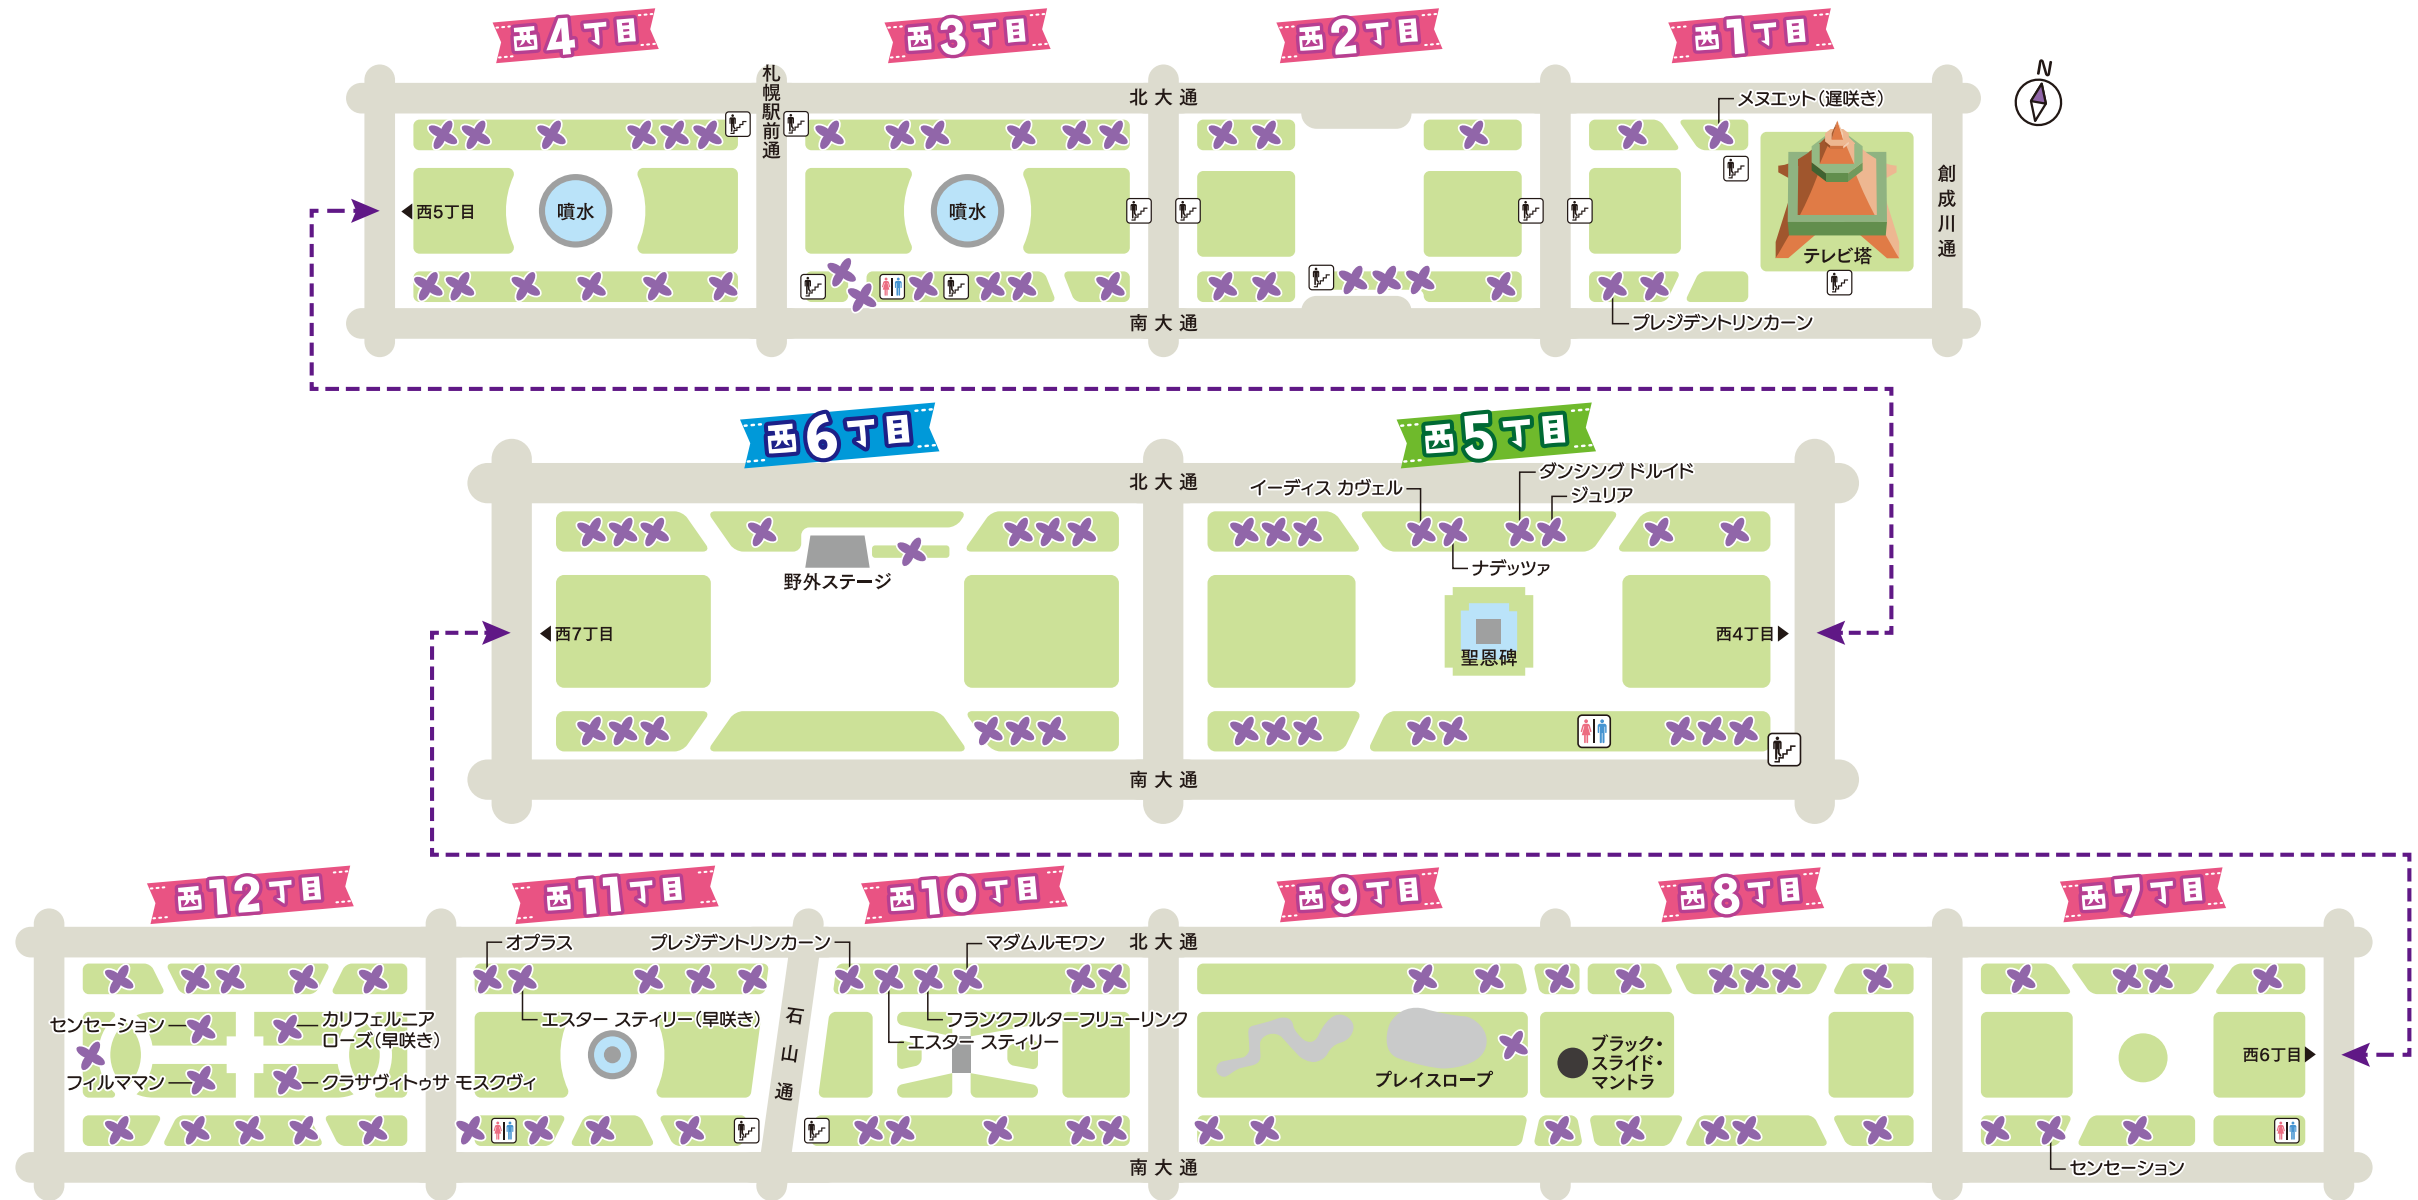 西4丁目
西3丁目
西2丁目
西1丁目
N
札幌駅前通
北大通
メヌエット（遅咲き）
創成川通
西5丁目
噴水
噴水
テレビ塔
南大通
プレジデントリンカーン
西6丁目
西5丁目
北大通
イーディス カヴェル
ダンシング ドルイド
ジュリア
ナデッツァ
野外ステージ
西7丁目
聖恩碑
西4丁目
南大通
西12丁目
西11丁目
西10丁目
西9丁目
西8丁目
西7丁目
オプラス
プレジデントリンカーン
マダムルモワン
北大通
センセーション
カリフェルニア
ローズ（早咲き）
エスター スティリー（早咲き）
石山通
フランクフルターフリューリング
エスター スティリー
フィルママン
クラサヴィトゥサ モスクヴィ
プレイスロープ
ブラック・
スライド・
マントラ
西6丁目
南大通
センセーション